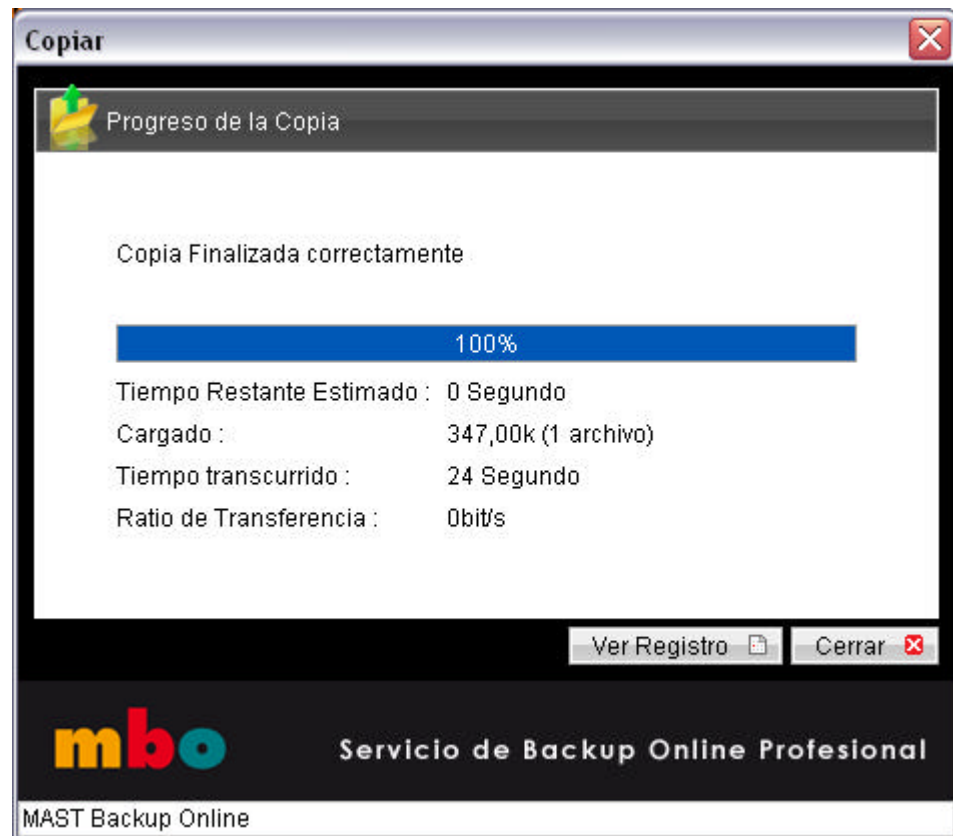 Copiar
Progreso de la Copia
Copia Finalizada correctamente
100%
Tiempo Restante Estimado : 0 Segundo
Cargado : 347,00k (1 archivo)
Tiempo transcurrido : 24 Segundo
Ratio de Transferencia : 0bit/s
Ver Registro Cerrar
mbo Servicio de Backup Online Profesional
MAST Backup Online